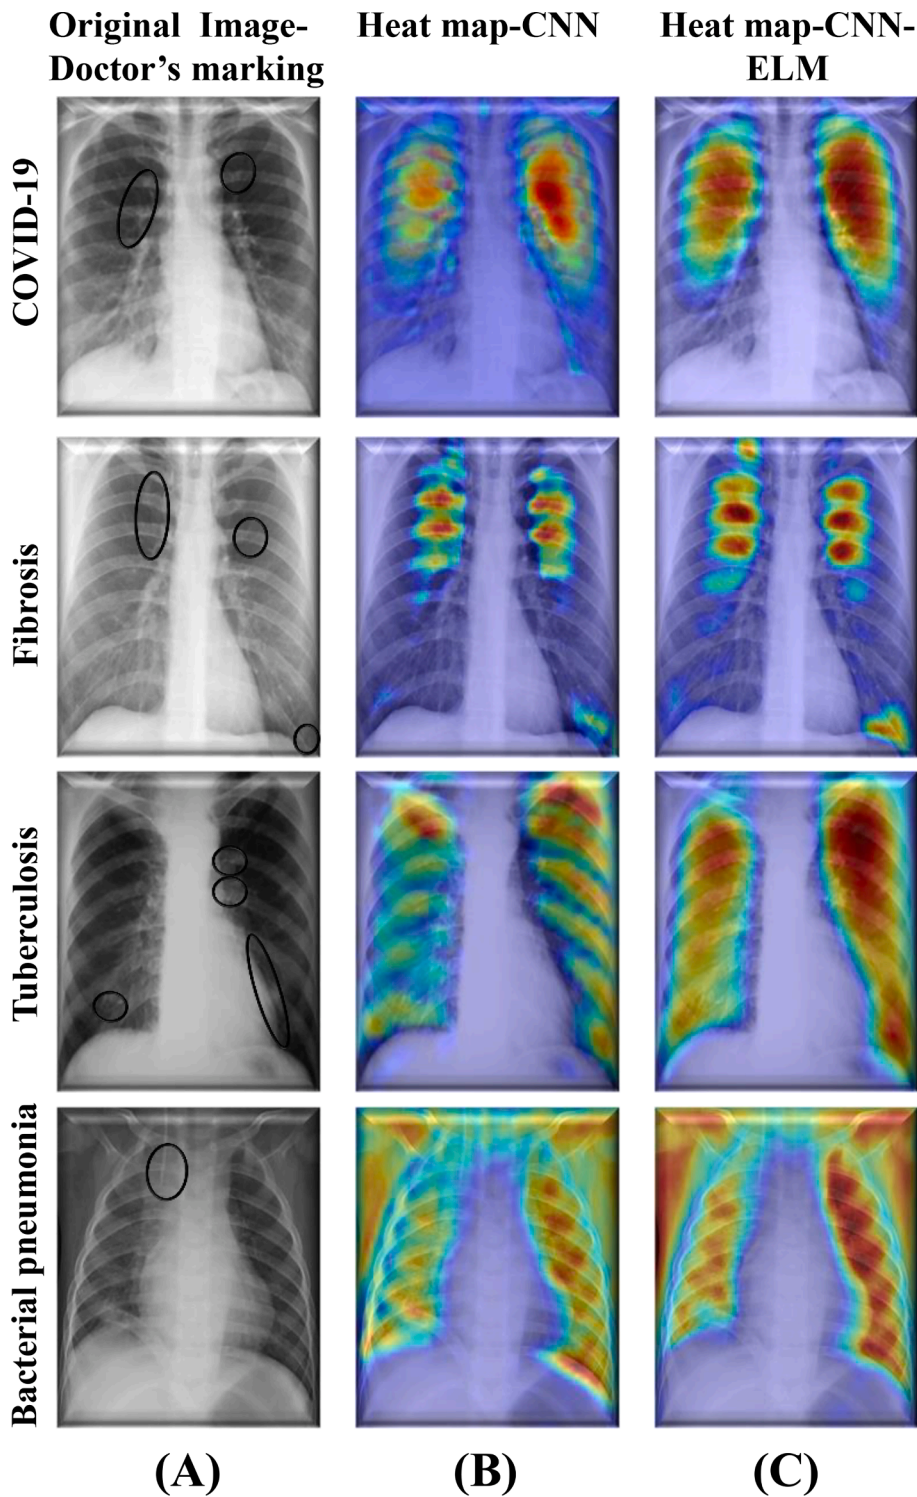 Original Image-
Doctor's marking
Heat map-CNN
Heat map-CNN-
ELM
COVID-19
Fibrosis
Tuberculosis
Bacterial pneumonia
(A)
(B)
(C)